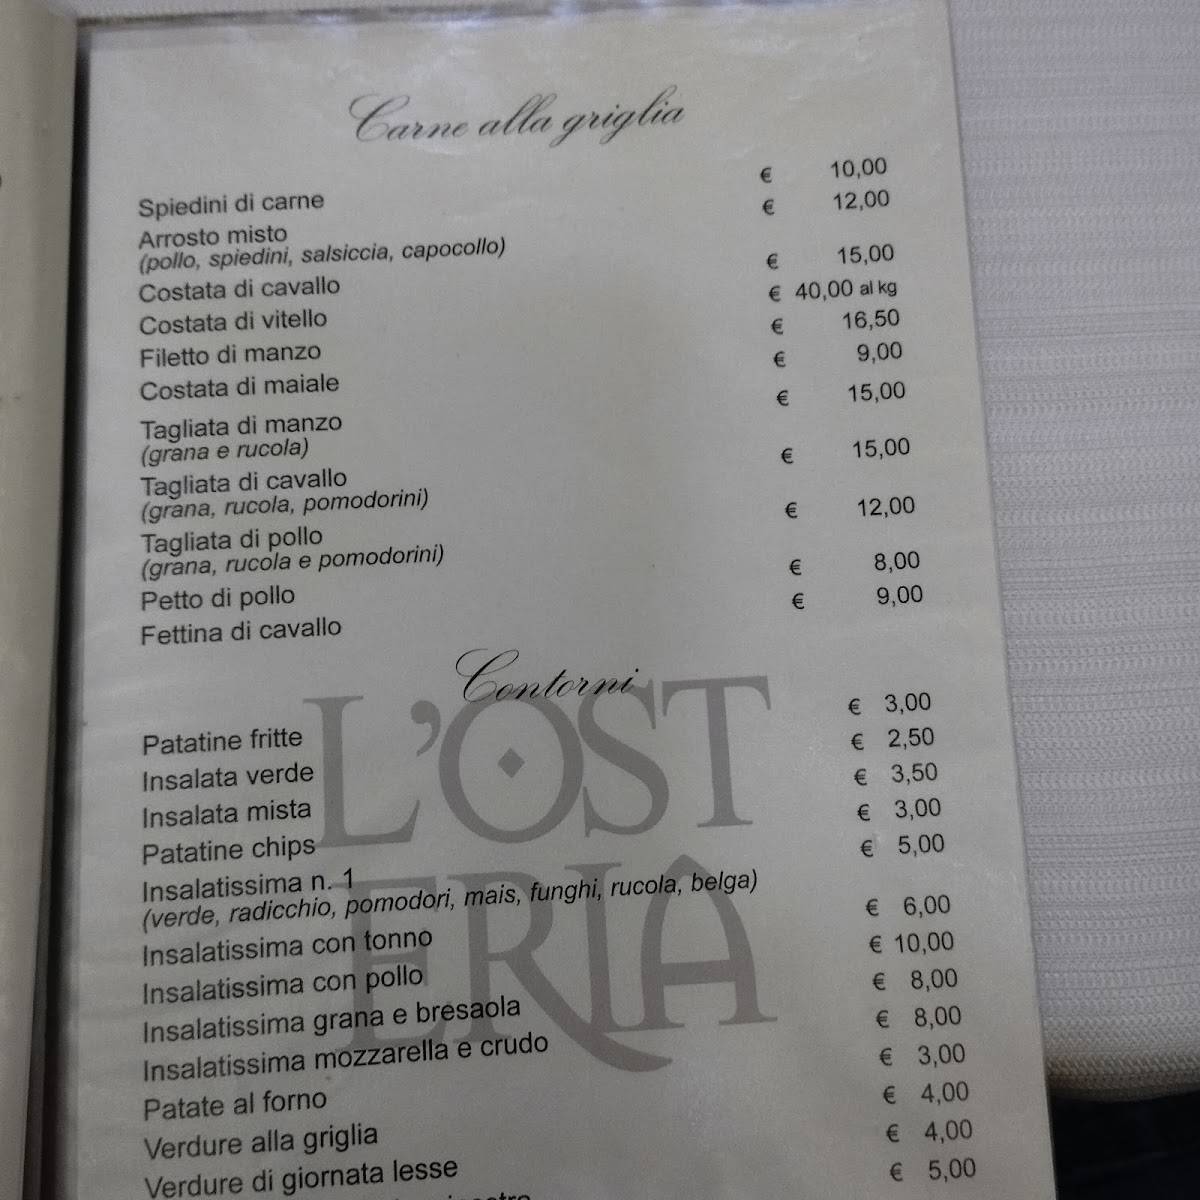 Carne alla griglia
Spiedini di carne € 10,00
Arrosto misto € 12,00
(pollo, spiedini, salsiccia, capocollo)
Costata di cavallo € 15,00
Costata di vitello € 40,00 al kg
Filetto di manzo € 16,50
Costata di maiale € 9,00
Tagliata di manzo € 15,00
(grana e rucola)
Tagliata di cavallo € 15,00
(grana, rucola, pomodorini)
Tagliata di pollo € 12,00
(grana, rucola e pomodorini)
Petto di pollo € 8,00
Fettina di cavallo € 9,00
Contorni
L'OST
ERIA
Patatine fritte € 3,00
Insalata verde € 2,50
Insalata mista € 3,50
Patatine chips € 3,00
Insalatissima n. 1 € 5,00
(verde, radicchio, pomodori, mais, funghi, rucola, belga)
Insalatissima con tonno € 6,00
Insalatissima con pollo € 10,00
Insalatissima grana e bresaola € 8,00
Insalatissima mozzarella e crudo € 8,00
Patate al forno € 3,00
Verdure alla griglia € 4,00
Verdure di giornata lesse € 4,00
€ 5,00